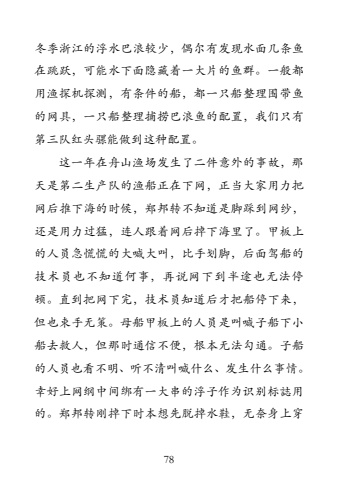 冬季浙江的浮水巴浪较少，偶尔有发现水面几条鱼
在跳跃，可能水下面隐藏着一大片的鱼群。一般都
用渔探机探测，有条件的船，都一只船整理围带鱼
的网具，一只船整理捕捞巴浪鱼的配置，我们只有
第三队红头骡能做到这种配置。
这一年在舟山渔场发生了二件意外的事故，那
天是第二生产队的渔船正在下网，正当大家用力把
网后推下海的时候，郑邦转不知道是脚踩到网纱，
还是用力过猛，连人跟着网后摔下海里了。甲板上
的人员急慌慌的大喊大叫，比手划脚，后面驾船的
技术员也不知道何事，再说网下到半途也无法停
顿。直到把网下完，技术员知道后才把船停下来，
但也束手无策。母船甲板上的人员是叫喊子船下小
船去救人，但那时通信不便，根本无法勾通。子船
的人员也看不明、听不清叫喊什么、发生什么事情。
幸好上网纲中间绑有一大串的浮子作为识别标誌用
的。郑邦转刚摔下时本想先脱掉水鞋，无奈身上穿
78